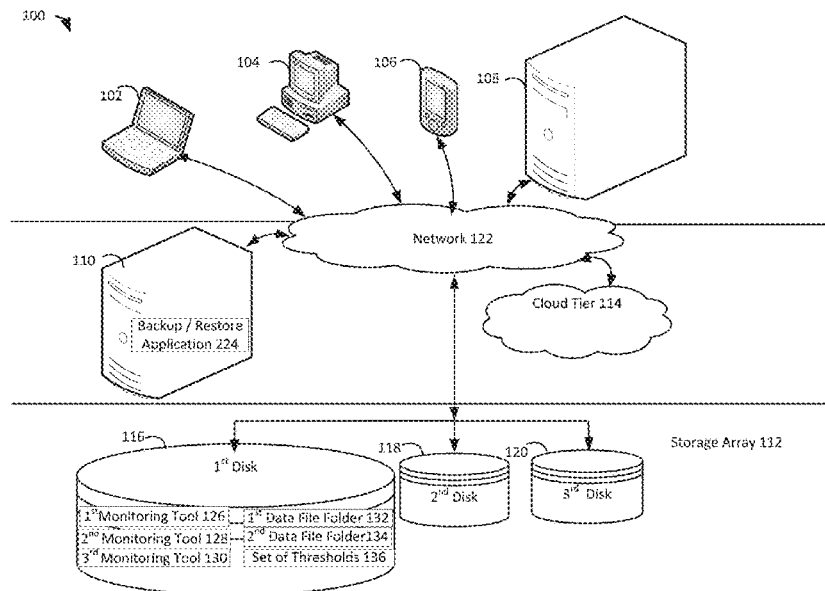 100
102
104
106
108
Network 122
110
Cloud Tier 114
Backup / Restore
Application 224
116
118
120
Storage Array 112
1st Disk
2nd Disk
3rd Disk
1st Monitoring Tool 126
1st Data File Folder 132
2nd Monitoring Tool 128
2nd Data File Folder134
3rd Monitoring Tool 130
Set of Thresholds 136